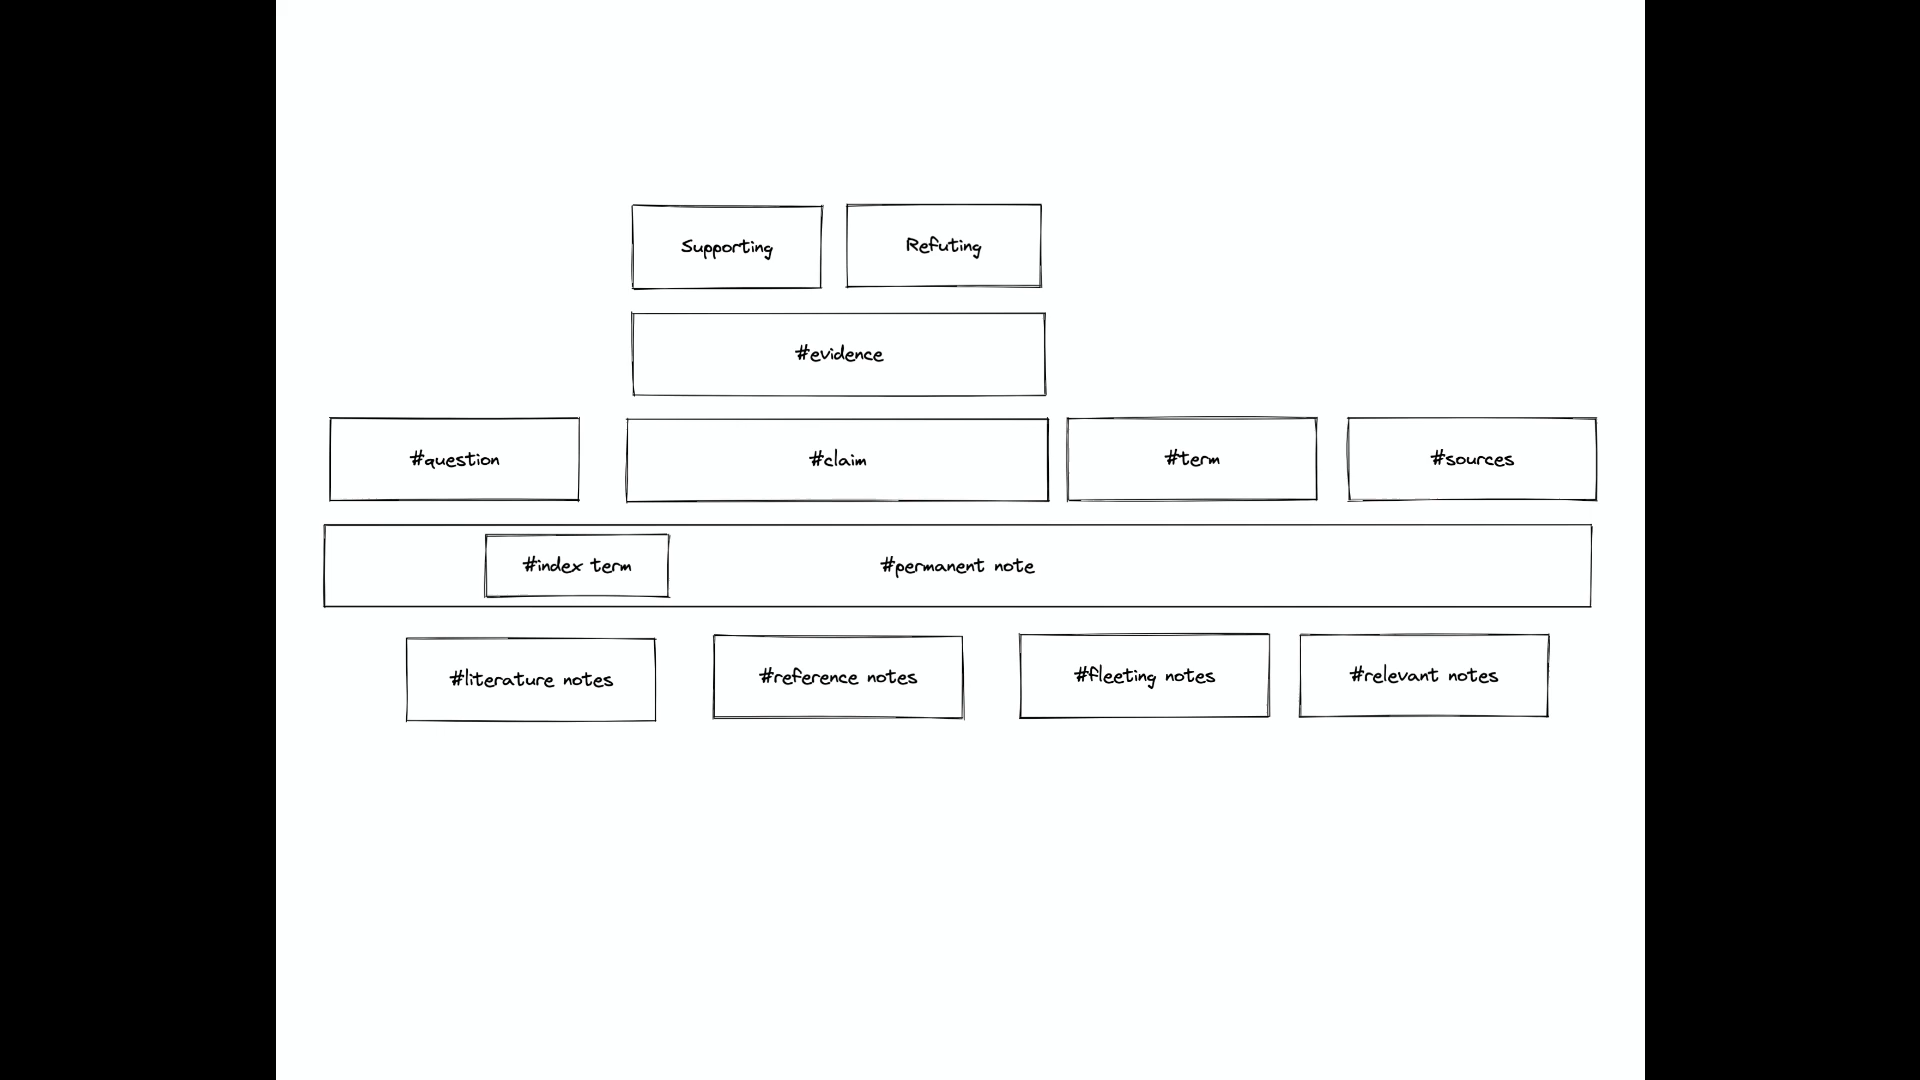 Supporting
Refuting
#evidence
#question
#claim
#term
#sources
#index term
#permanent note
#literature notes
#reference notes
#fleeting notes
#relevant notes